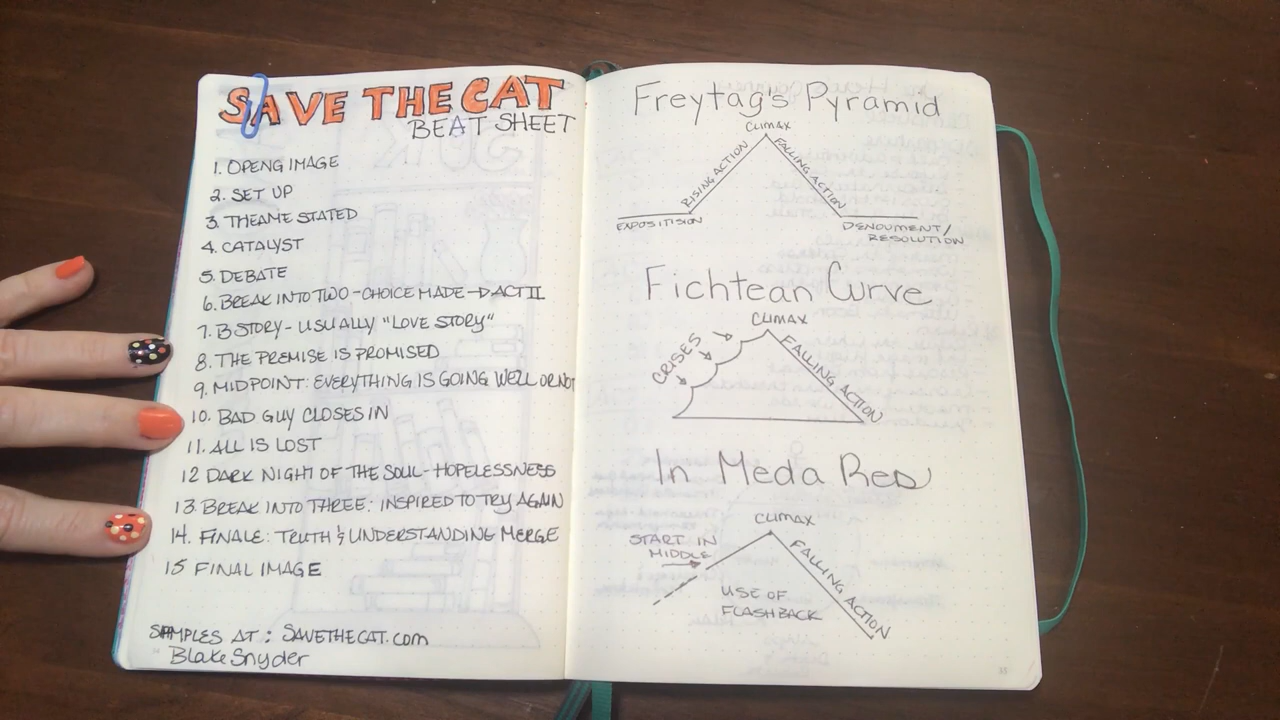 SAVE THE CAT
BEAT SHEET
1. OPENG IMAGE
2. SET UP
3. THEAME STATED
4. CATALYST
5. DEBATE
6. BREAK INTO TWO - CHOICE MADE → ACT II
7. B STORY - USUALLY "LOVE STORY"
8. THE PREMISE IS PROMISED
9. MIDPOINT: EVERYTHING IS GOING WELL OR NOT
10. BAD GUY CLOSES IN
11. ALL IS LOST
12 DARK NIGHT OF THE SOUL - HOPELESSNESS
13. BREAK INTO THREE: INSPIRED TO TRY AGAIN
14. FINALE: TRUTH & UNDERSTANDING MERGE
15 FINAL IMAGE
SAMPLES AT: SAVETHECAT.com
Blake Snyder
Freytag's Pyramid
CLIMAX
RISING ACTION
FALLING ACTION
EXPOSITISION
DENOUMENT/
RESOLUTION
Fichtean Curve
CLIMAX
CRISES
FALLING ACTION
In Meda Res
CLIMAX
START IN
MIDDLE
FALLING ACTION
USE OF
FLASHBACK